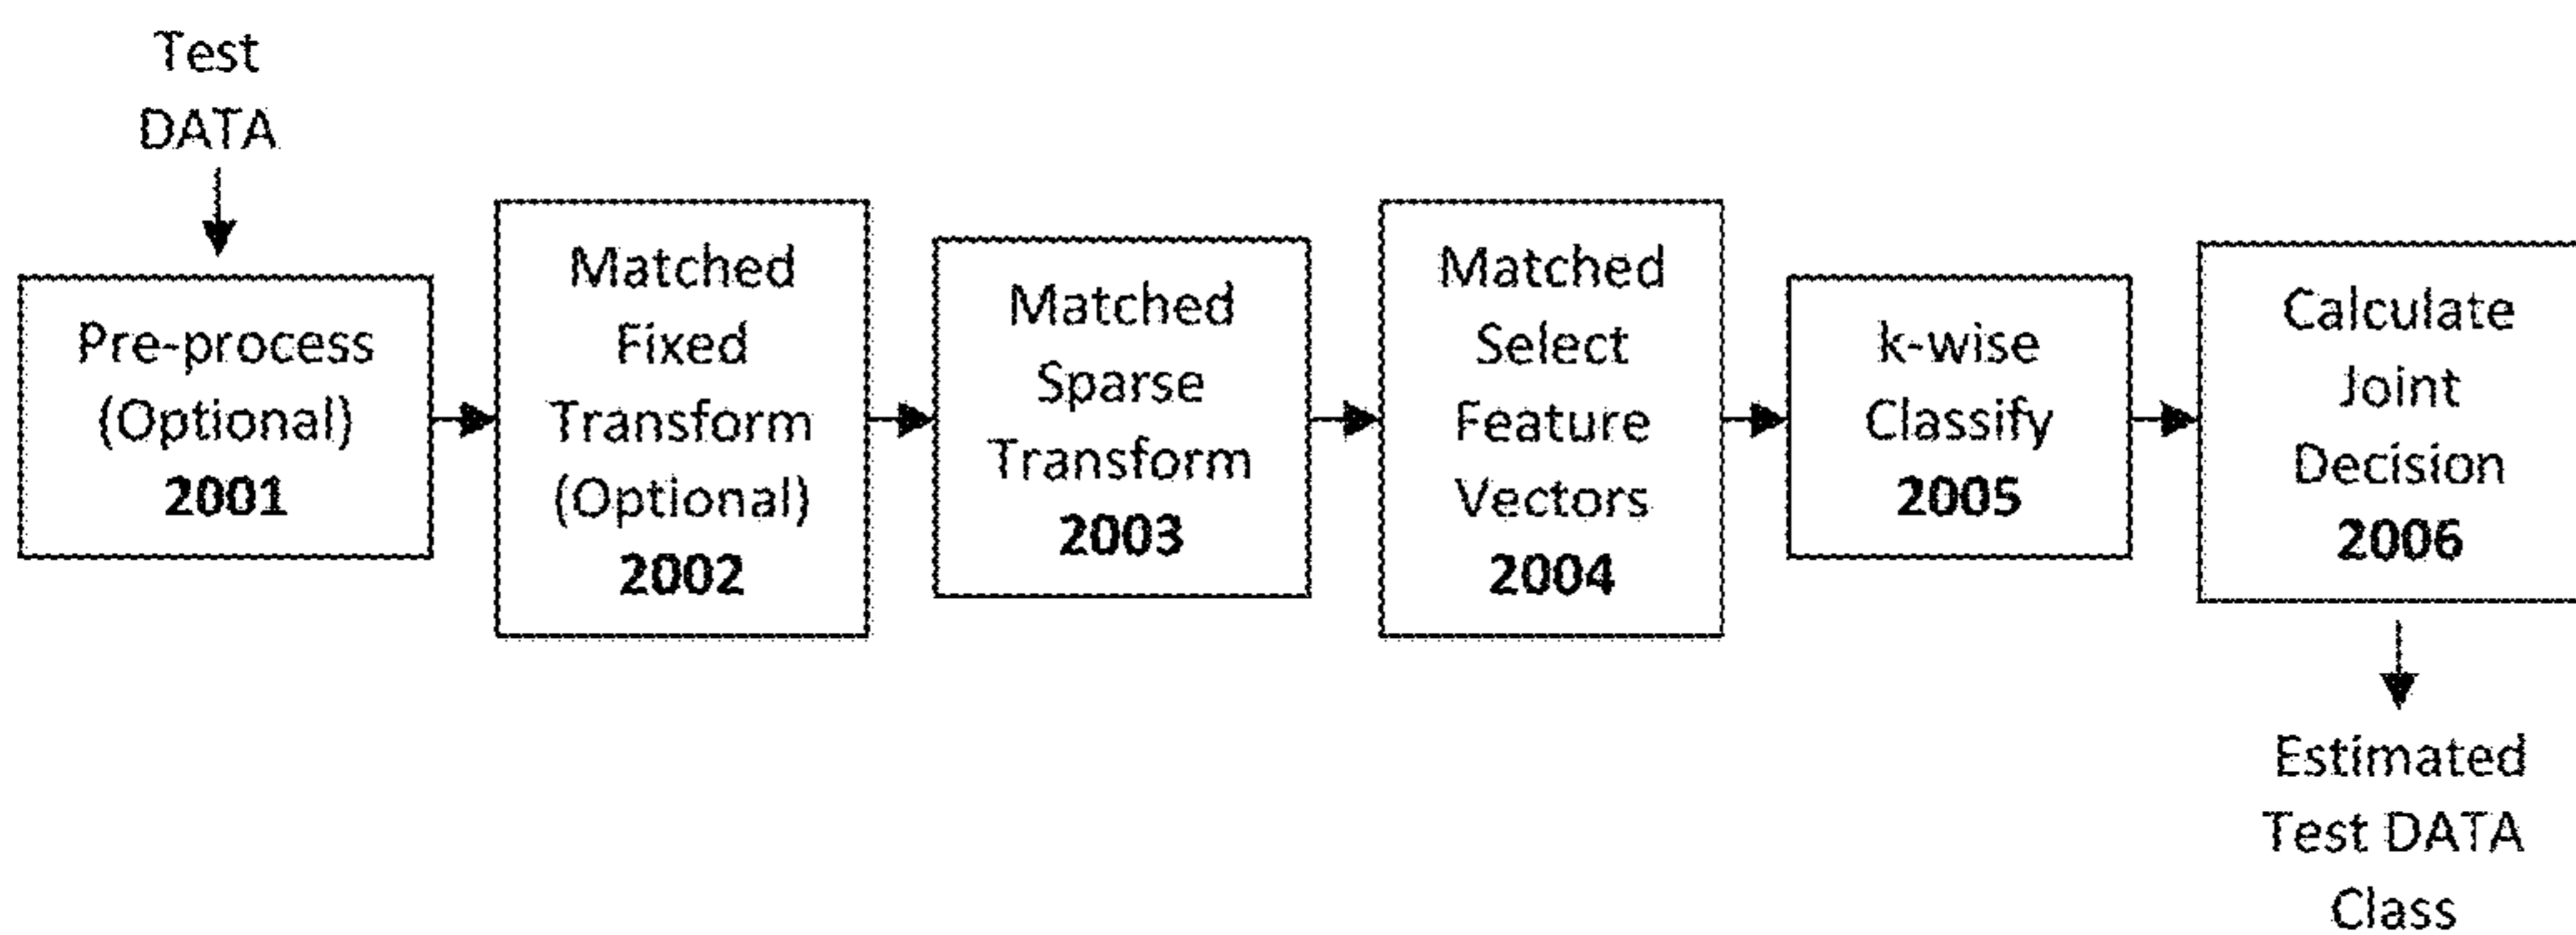 Test
DATA
Pre-process
(Optional)
2001
Matched
Fixed
Transform
(Optional)
2002
Matched
Sparse
Transform
2003
Matched
Select
Feature
Vectors
2004
k-wise
Classify
2005
Calculate
Joint
Decision
2006
Estimated
Test DATA
Class